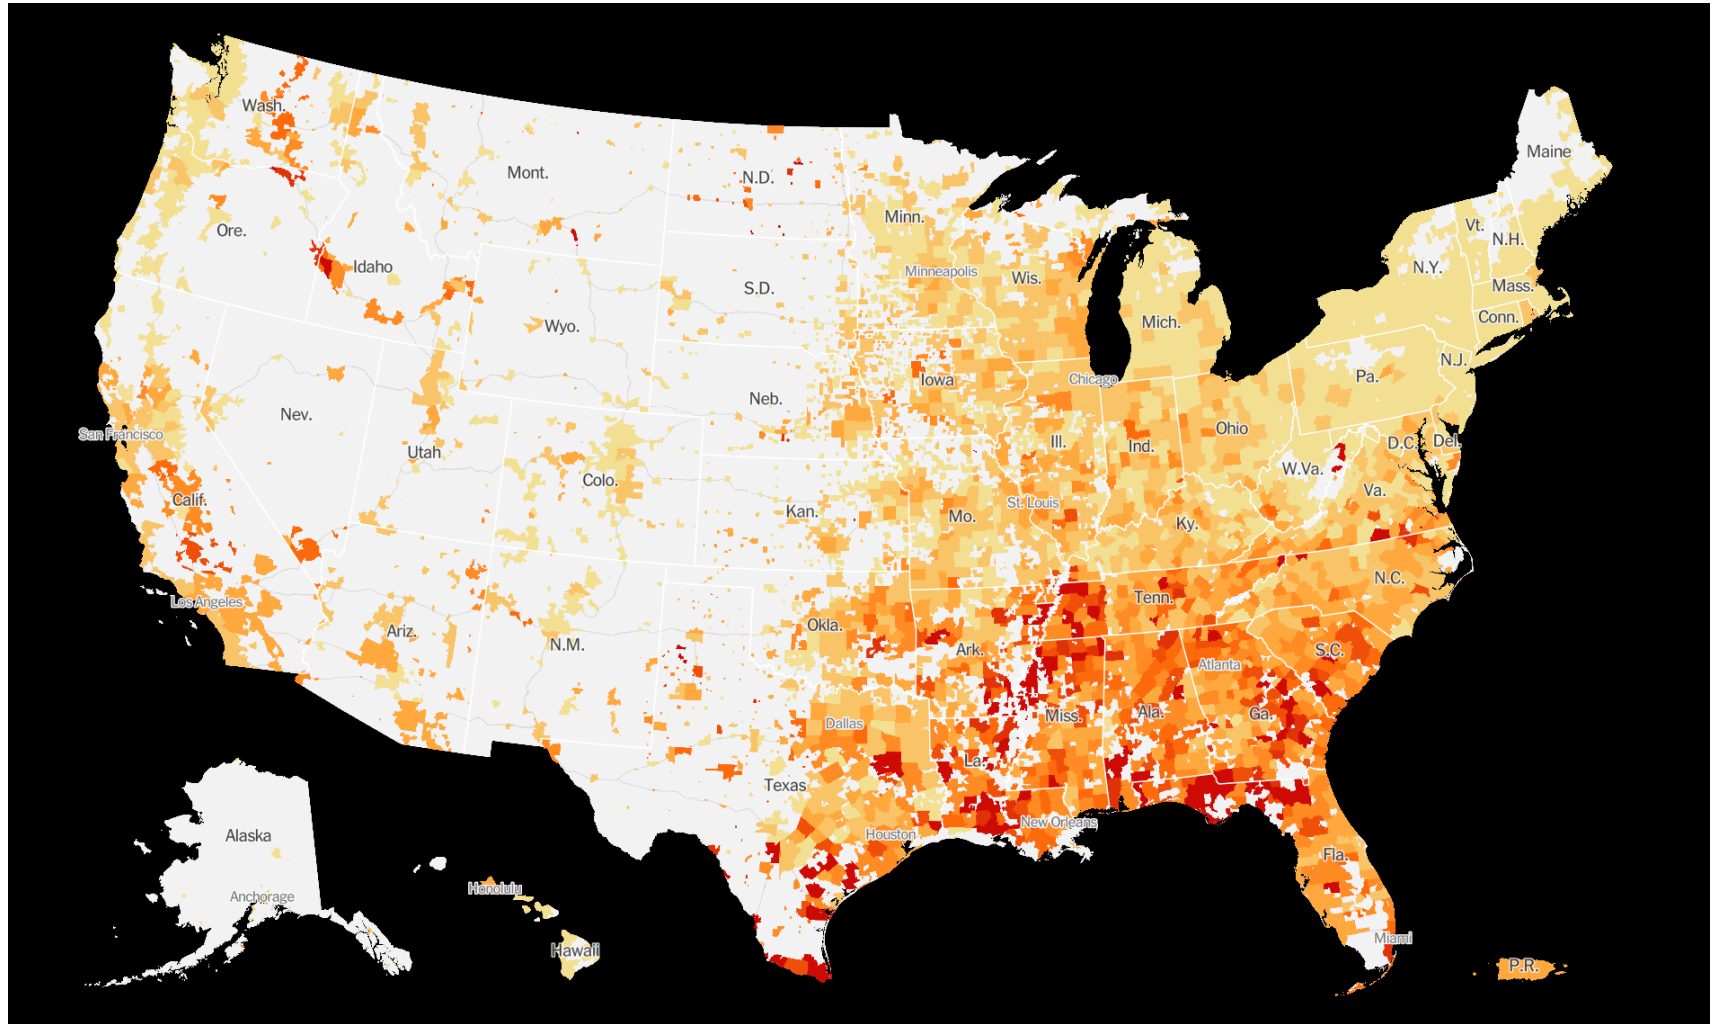 Wash.
Maine
Mont.
N.D.
Minn.
Vt.
Ore.
N.H.
Idaho
Minneapolis
Wis.
N.Y.
S.D.
Mass.
Wyo.
Mich.
Conn.
N.J.
Iowa
Chicago
Pa.
Neb.
Nev.
San Francisco
Ohio
Utah
Ill.
Ind.
D.C.
Del.
Colo.
W.Va.
Calif.
Kan.
Mo.
St. Louis
Va.
Ky.
Los Angeles
N.C.
Tenn.
Ariz.
Okla.
N.M.
Ark.
S.C.
Atlanta
Dallas
Miss.
Ala.
Ga.
La.
Texas
New Orleans
Alaska
Houston
Fla.
Honolulu
Anchorage
Miami
Hawaii
P.R.